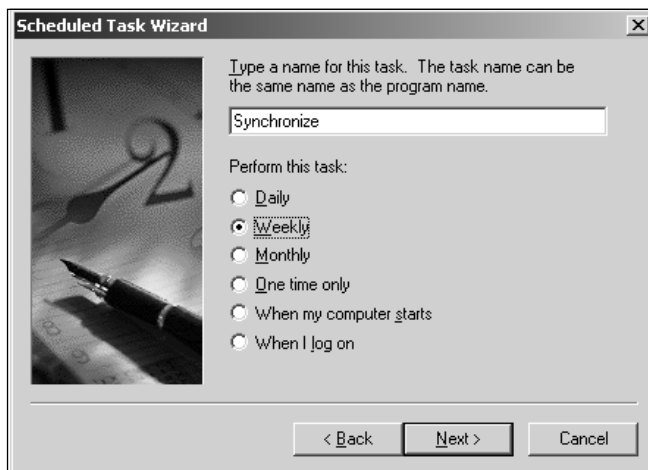 Scheduled Task Wizard
Type a name for this task. The task name can be
the same name as the program name.
Synchronize
Perform this task:
Daily
Weekly
Monthly
One time only
When my computer starts
When I log on
< Back Next > Cancel